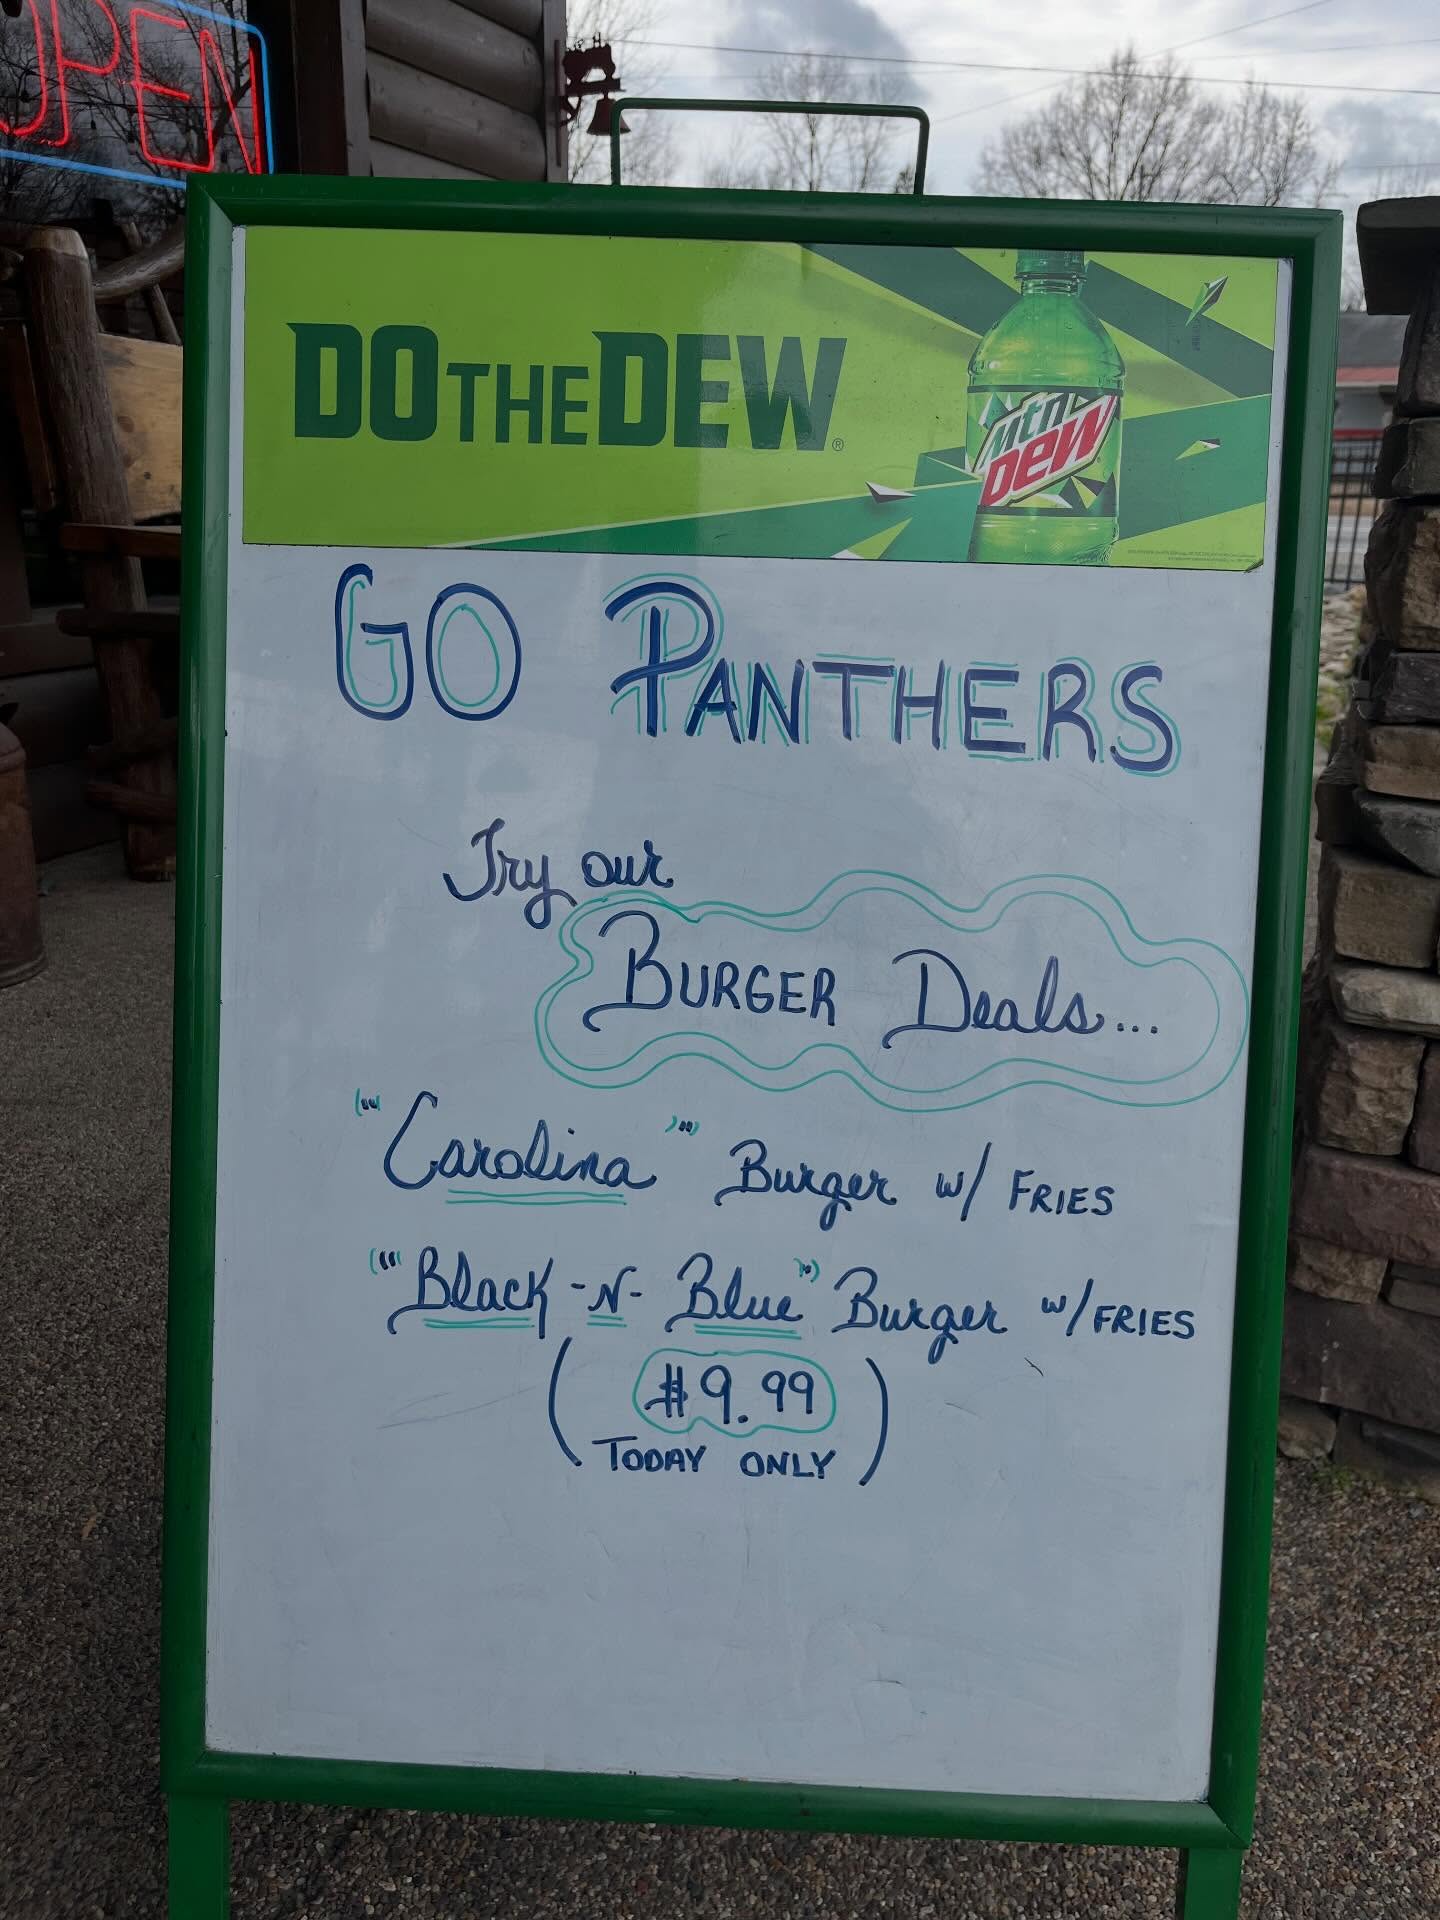 OPEN
DO THE DEW®
mtn
DEW
GO PANTHERS
Try our
BURGER Deals...
"Carolina" Burger w/ FRIES
"Black-N-Blue" Burger w/ FRIES
($9.99
TODAY ONLY)